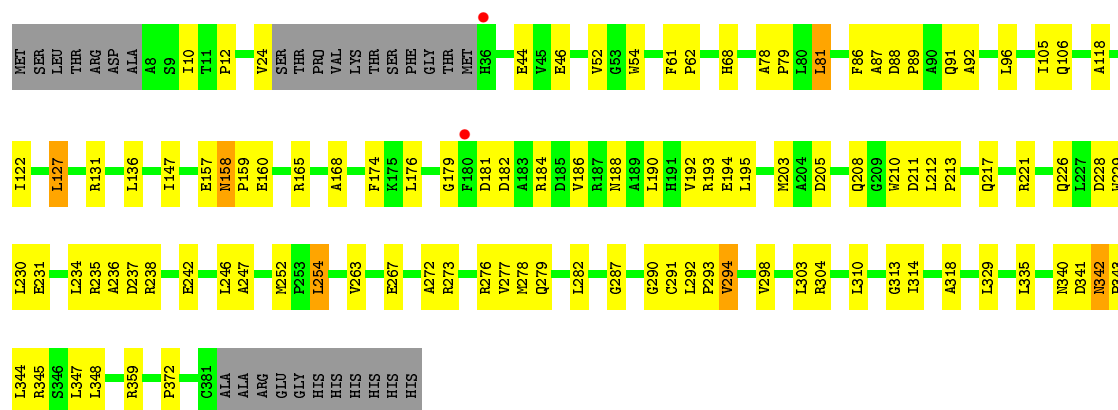 MET SER LEU THR ARG ASP ALA A8 S9 I10 T11 P12 V24 SER THR PRO VAL LYS THR SER PHE GLY THR MET H36 E44 V45 E46 V52 G53 W54 F61 P62 H68 A78 P79 L80 L81 F86 A87 D88 P89 A90 Q91 A92 L96 I105 Q106 A118
I122 L127 R131 L136 I147 E157 N158 P159 E160 R165 A168 F174 K175 L176 G179 F180 D181 D182 A183 R184 D185 V186 R187 N188 A189 L190 H191 V192 R193 E194 L195 M203 A204 D205 Q208 G209 W210 D211 L212 P213 Q217 R221 Q226 L227 D228 W229
L230 E231 L234 R235 A236 D237 R238 E242 L246 A247 M252 P253 L254 V263 E267 A272 R273 R276 V277 M278 Q279 L282 G287 G290 C291 L292 P293 V294 V298 L303 R304 L310 G313 I314 A318 L329 L335 N340 D341 N342 P343
L344 R345 S346 L347 L348 R359 P372 C381 ALA ALA ARG GLU GLY HIS HIS HIS HIS HIS HIS